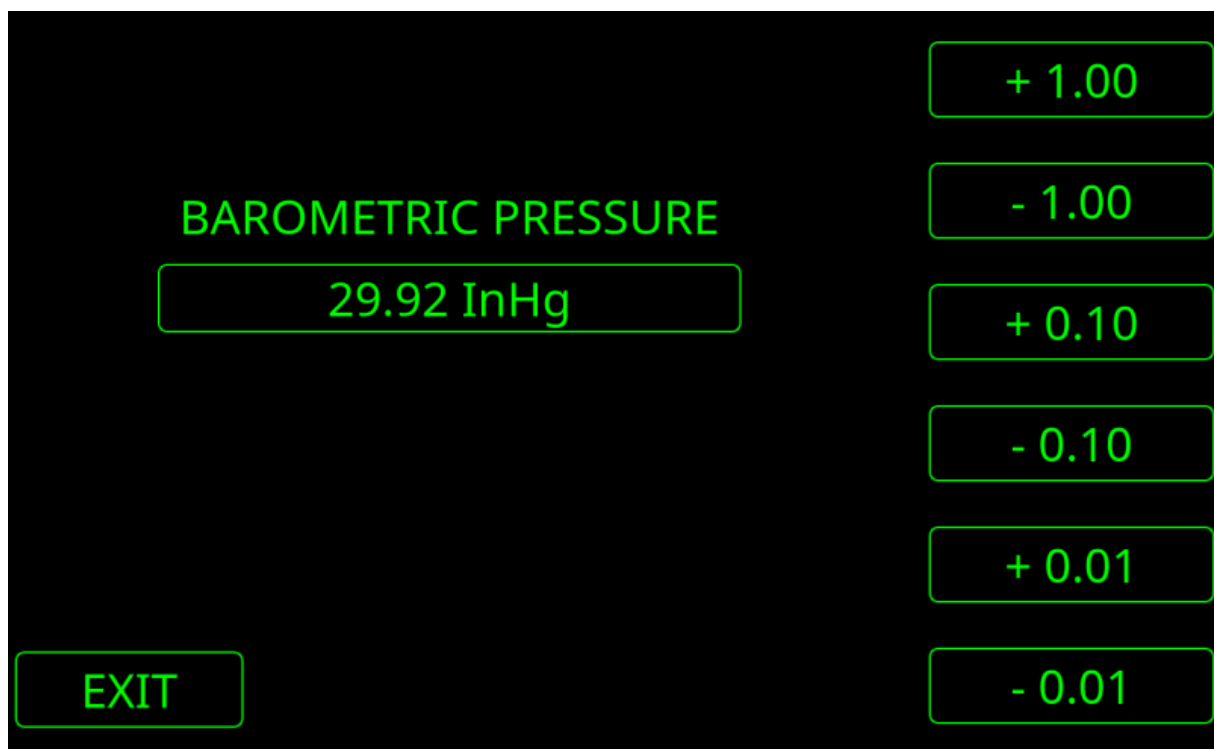 + 1.00
- 1.00
BAROMETRIC PRESSURE
29.92 InHg
+ 0.10
- 0.10
+ 0.01
EXIT
- 0.01